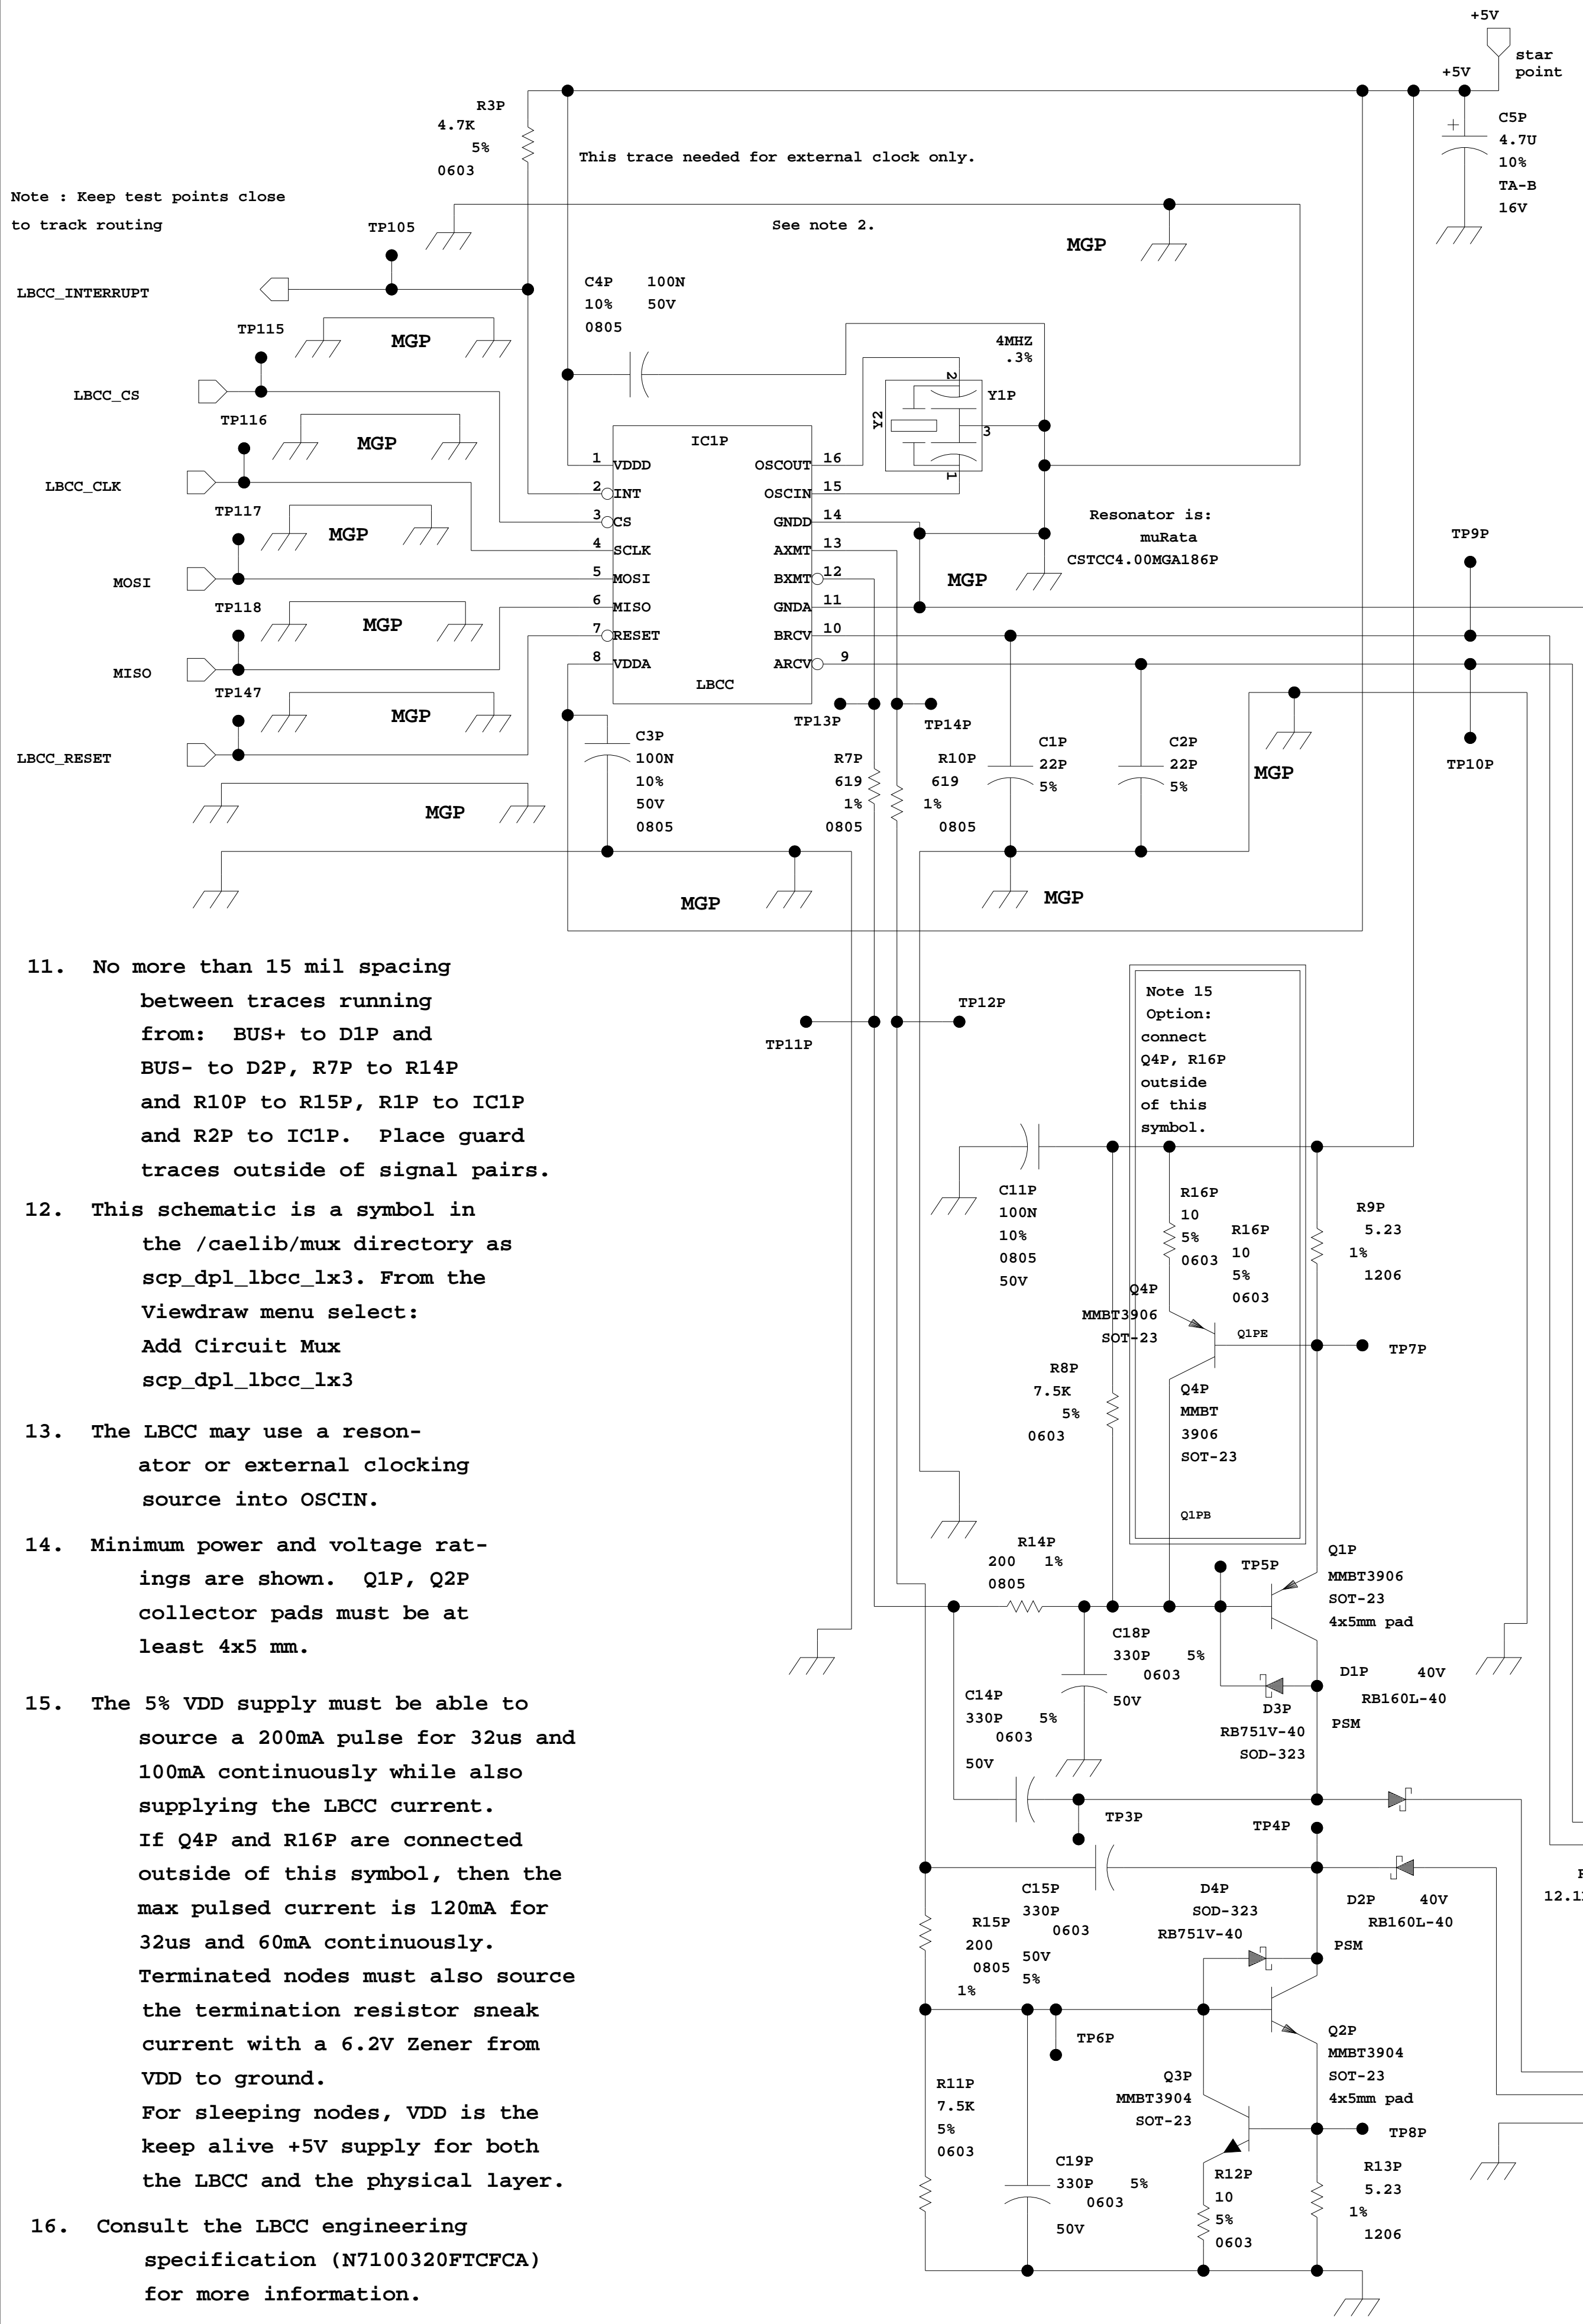 +5V
star
point
+5V
C5P
4.7U
10%
TA-B
16V
R3P
4.7K
5%
0603
This trace needed for external clock only.
Note : Keep test points close
to track routing
See note 2.
MGP
TP105
LBCC_INTERRUPT
C4P 100N
10% 50V
0805
MGP
TP115
LBCC_CS
4MHZ
.3%
2
Y1P
Y2
3
1
TP116
MGP
LBCC_CLK
TP117
MGP
MOSI
TP118
MGP
MISO
TP147
MGP
LBCC_RESET
MGP
IC1P
1 VDDD
2 INT
3 CS
4 SCLK
5 MOSI
6 MISO
7 RESET
8 VDDA
OSCOUT 16
OSCIN 15
GNDD 14
AXMT 13
BXMT 12
GNDA 11
BRCV 10
ARCV 9
LBCC
Resonator is:
muRata
CSTCC4.00MGA186P
MGP
TP9P
TP10P
TP13P
TP14P
C3P
100N
10%
50V
0805
R7P
619
1%
0805
R10P
619
1%
0805
C1P
22P
5%
C2P
22P
5%
MGP
MGP
MGP
TP11P
TP12P
11. No more than 15 mil spacing
between traces running
from: BUS+ to D1P and
BUS- to D2P, R7P to R14P
and R10P to R15P, R1P to IC1P
and R2P to IC1P. Place guard
traces outside of signal pairs.
12. This schematic is a symbol in
the /caelib/mux directory as
scp_dpl_lbcc_lx3. From the
Viewdraw menu select:
Add Circuit Mux
scp_dpl_lbcc_lx3
13. The LBCC may use a reson-
ator or external clocking
source into OSCIN.
14. Minimum power and voltage rat-
ings are shown. Q1P, Q2P
collector pads must be at
least 4x5 mm.
15. The 5% VDD supply must be able to
source a 200mA pulse for 32us and
100mA continuously while also
supplying the LBCC current.
If Q4P and R16P are connected
outside of this symbol, then the
max pulsed current is 120mA for
32us and 60mA continuously.
Terminated nodes must also source
the termination resistor sneak
current with a 6.2V Zener from
VDD to ground.
For sleeping nodes, VDD is the
keep alive +5V supply for both
the LBCC and the physical layer.
16. Consult the LBCC engineering
specification (N7100320FTCFCA)
for more information.
Note 15
Option:
connect
Q4P, R16P
outside
of this
symbol.
C11P
100N
10%
0805
50V
R16P
10
5%
0603
R16P
10
5%
0603
R9P
5.23
1%
1206
Q4P
MMBT3906
SOT-23
Q1PE
TP7P
R8P
7.5K
5%
0603
Q4P
MMBT
3906
SOT-23
Q1PB
R14P
200 1%
0805
TP5P
Q1P
MMBT3906
SOT-23
4x5mm pad
C18P
330P 5%
0603
50V
C14P
330P 5%
0603
50V
D1P 40V
RB160L-40
PSM
D3P
RB751V-40
SOD-323
TP3P
TP4P
C15P
330P
0603
50V
5%
R15P
200
0805
1%
D4P
SOD-323
RB751V-40
D2P 40V
RB160L-40
PSM
12.1
TP6P
Q2P
MMBT3904
SOT-23
4x5mm pad
Q3P
MMBT3904
SOT-23
TP8P
R11P
7.5K
5%
0603
C19P
330P 5%
0603
50V
R12P
10
5%
0603
R13P
5.23
1%
1206